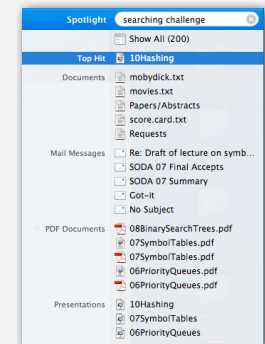 Spotlight searching challenge
Show All (200)
Top Hit 10Hashing
Documents mobydick.txt
movies.txt
Papers/Abstracts
score.card.txt
Requests
Mail Messages Re: Draft of lecture on symb...
SODA 07 Final Accepts
SODA 07 Summary
Got-it
No Subject
PDF Documents 08BinarySearchTrees.pdf
07SymbolTables.pdf
07SymbolTables.pdf
06PriorityQueues.pdf
06PriorityQueues.pdf
Presentations 10Hashing
07SymbolTables
06PriorityQueues